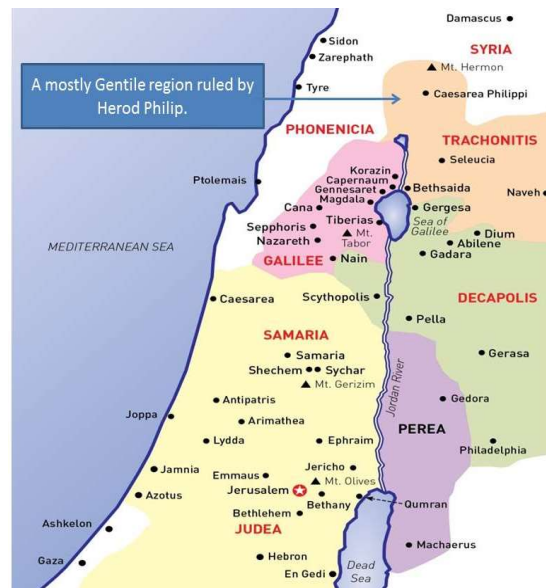 Damascus
Sidon
SYRIA
Zarephath
Mt. Hermon
A mostly Gentile region ruled by
Herod Philip.
Tyre
Caesarea Philippi
PHONENICIA
TRACHONITIS
Korazin
Seleucia
Capernaum
Ptolemais
Gennesaret
Bethsaida
Naveh
Magdala
Cana
Gergesa
Tiberias
Sea of
Galilee
Sepphoris
Mt.
Tabor
Dium
Nazareth
Abilene
GALILEE
Nain
Gadara
MEDITERRANEAN SEA
Caesarea
Scythopolis
DECAPOLIS
Pella
SAMARIA
Samaria
Gerasa
Shechem
Sychar
Mt. Gerizim
Jordan River
Antipatris
Gedora
Joppa
Arimathea
PEREA
Lydda
Ephraim
Philadelphia
Jamnia
Emmaus
Jericho
Mt. Olives
Azotus
Jerusalem
Bethany
Qumran
Bethlehem
Ashkelon
JUDEA
Machaerus
Gaza
Hebron
Dead
Sea
En Gedi